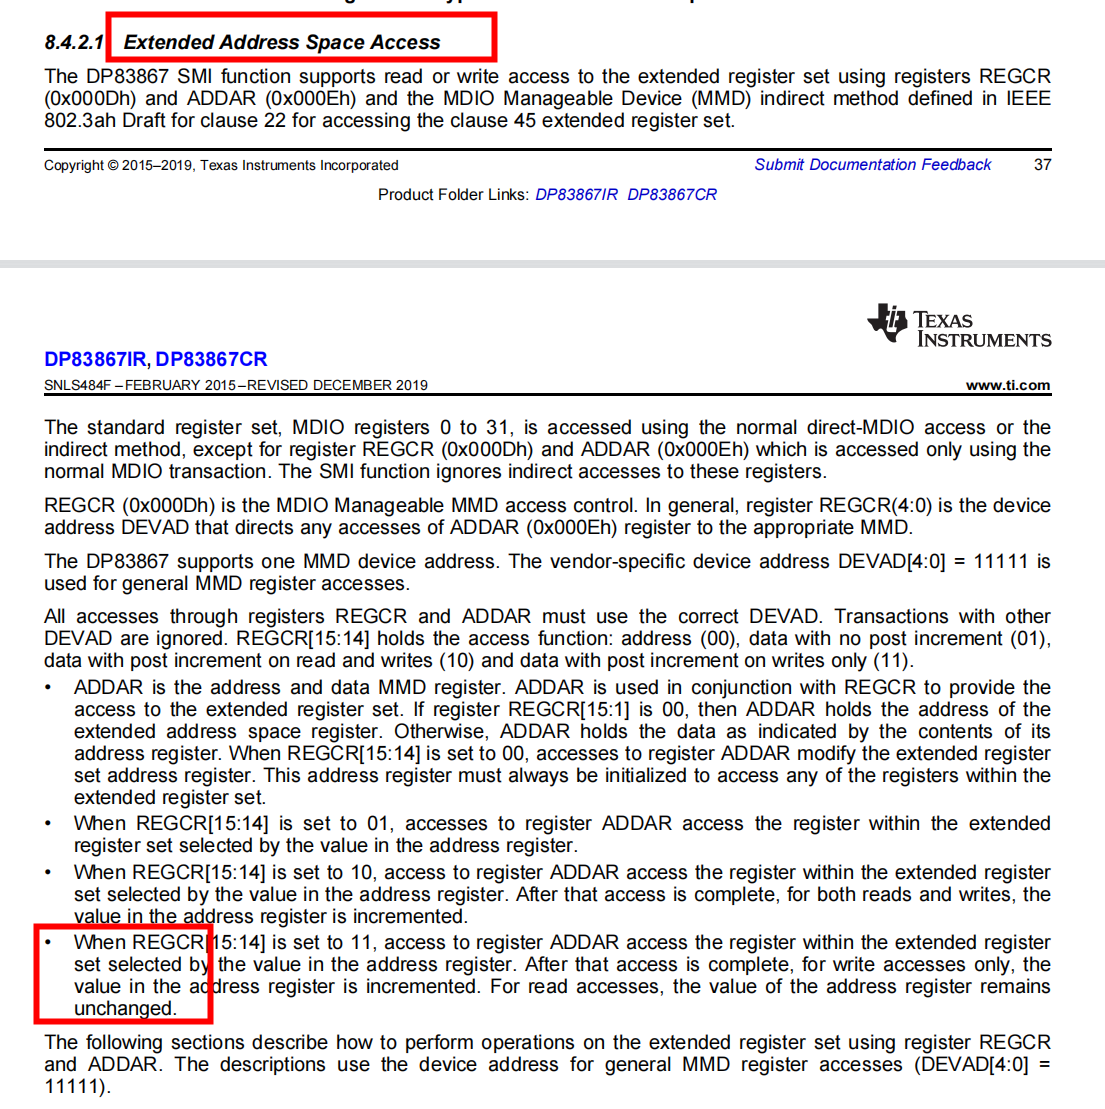 8.4.2.1 Extended Address Space Access
The DP83867 SMI function supports read or write access to the extended register set using registers REGCR
(0x000Dh) and ADDAR (0x000Eh) and the MDIO Manageable Device (MMD) indirect method defined in IEEE
802.3ah Draft for clause 22 for accessing the clause 45 extended register set.
Copyright © 2015–2019, Texas Instruments Incorporated Submit Documentation Feedback 37
Product Folder Links: DP83867IR DP83867CR
TEXAS
INSTRUMENTS
DP83867IR, DP83867CR
SNLS484F –FEBRUARY 2015–REVISED DECEMBER 2019 www.ti.com
The standard register set, MDIO registers 0 to 31, is accessed using the normal direct-MDIO access or the
indirect method, except for register REGCR (0x000Dh) and ADDAR (0x000Eh) which is accessed only using the
normal MDIO transaction. The SMI function ignores indirect accesses to these registers.
REGCR (0x000Dh) is the MDIO Manageable MMD access control. In general, register REGCR(4:0) is the device
address DEVAD that directs any accesses of ADDAR (0x000Eh) register to the appropriate MMD.
The DP83867 supports one MMD device address. The vendor-specific device address DEVAD[4:0] = 11111 is
used for general MMD register accesses.
All accesses through registers REGCR and ADDAR must use the correct DEVAD. Transactions with other
DEVAD are ignored. REGCR[15:14] holds the access function: address (00), data with no post increment (01),
data with post increment on read and writes (10) and data with post increment on writes only (11).
• ADDAR is the address and data MMD register. ADDAR is used in conjunction with REGCR to provide the
access to the extended register set. If register REGCR[15:1] is 00, then ADDAR holds the address of the
extended address space register. Otherwise, ADDAR holds the data as indicated by the contents of its
address register. When REGCR[15:14] is set to 00, accesses to register ADDAR modify the extended register
set address register. This address register must always be initialized to access any of the registers within the
extended register set.
• When REGCR[15:14] is set to 01, accesses to register ADDAR access the register within the extended
register set selected by the value in the address register.
• When REGCR[15:14] is set to 10, access to register ADDAR access the register within the extended register
set selected by the value in the address register. After that access is complete, for both reads and writes, the
value in the address register is incremented.
• When REGCR[15:14] is set to 11, access to register ADDAR access the register within the extended register
set selected by the value in the address register. After that access is complete, for write accesses only, the
value in the address register is incremented. For read accesses, the value of the address register remains
unchanged.
The following sections describe how to perform operations on the extended register set using register REGCR
and ADDAR. The descriptions use the device address for general MMD register accesses (DEVAD[4:0] =
11111).